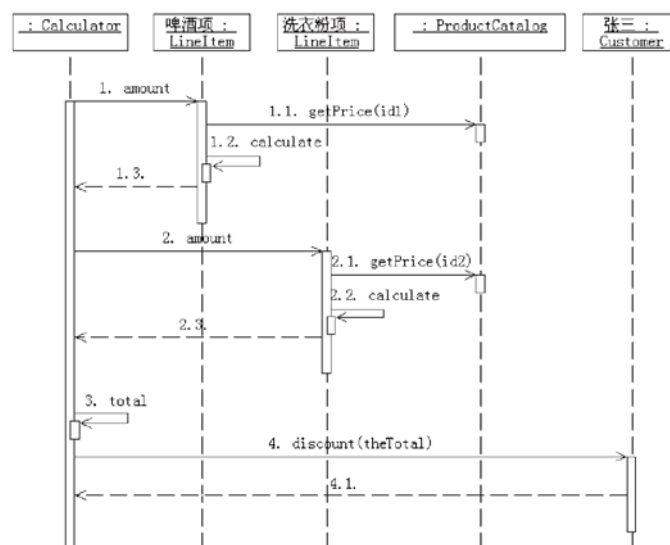 : Calculator
啤酒项 :
LineItem
洗衣粉项 :
LineItem
: ProductCatalog
张三 :
Customer
1. amount
1.1. getPrice(id1)
1.2. calculate
1.3.
2. amount
2.1. getPrice(id2)
2.2. calculate
2.3.
3. total
4. discount(theTotal)
4.1.